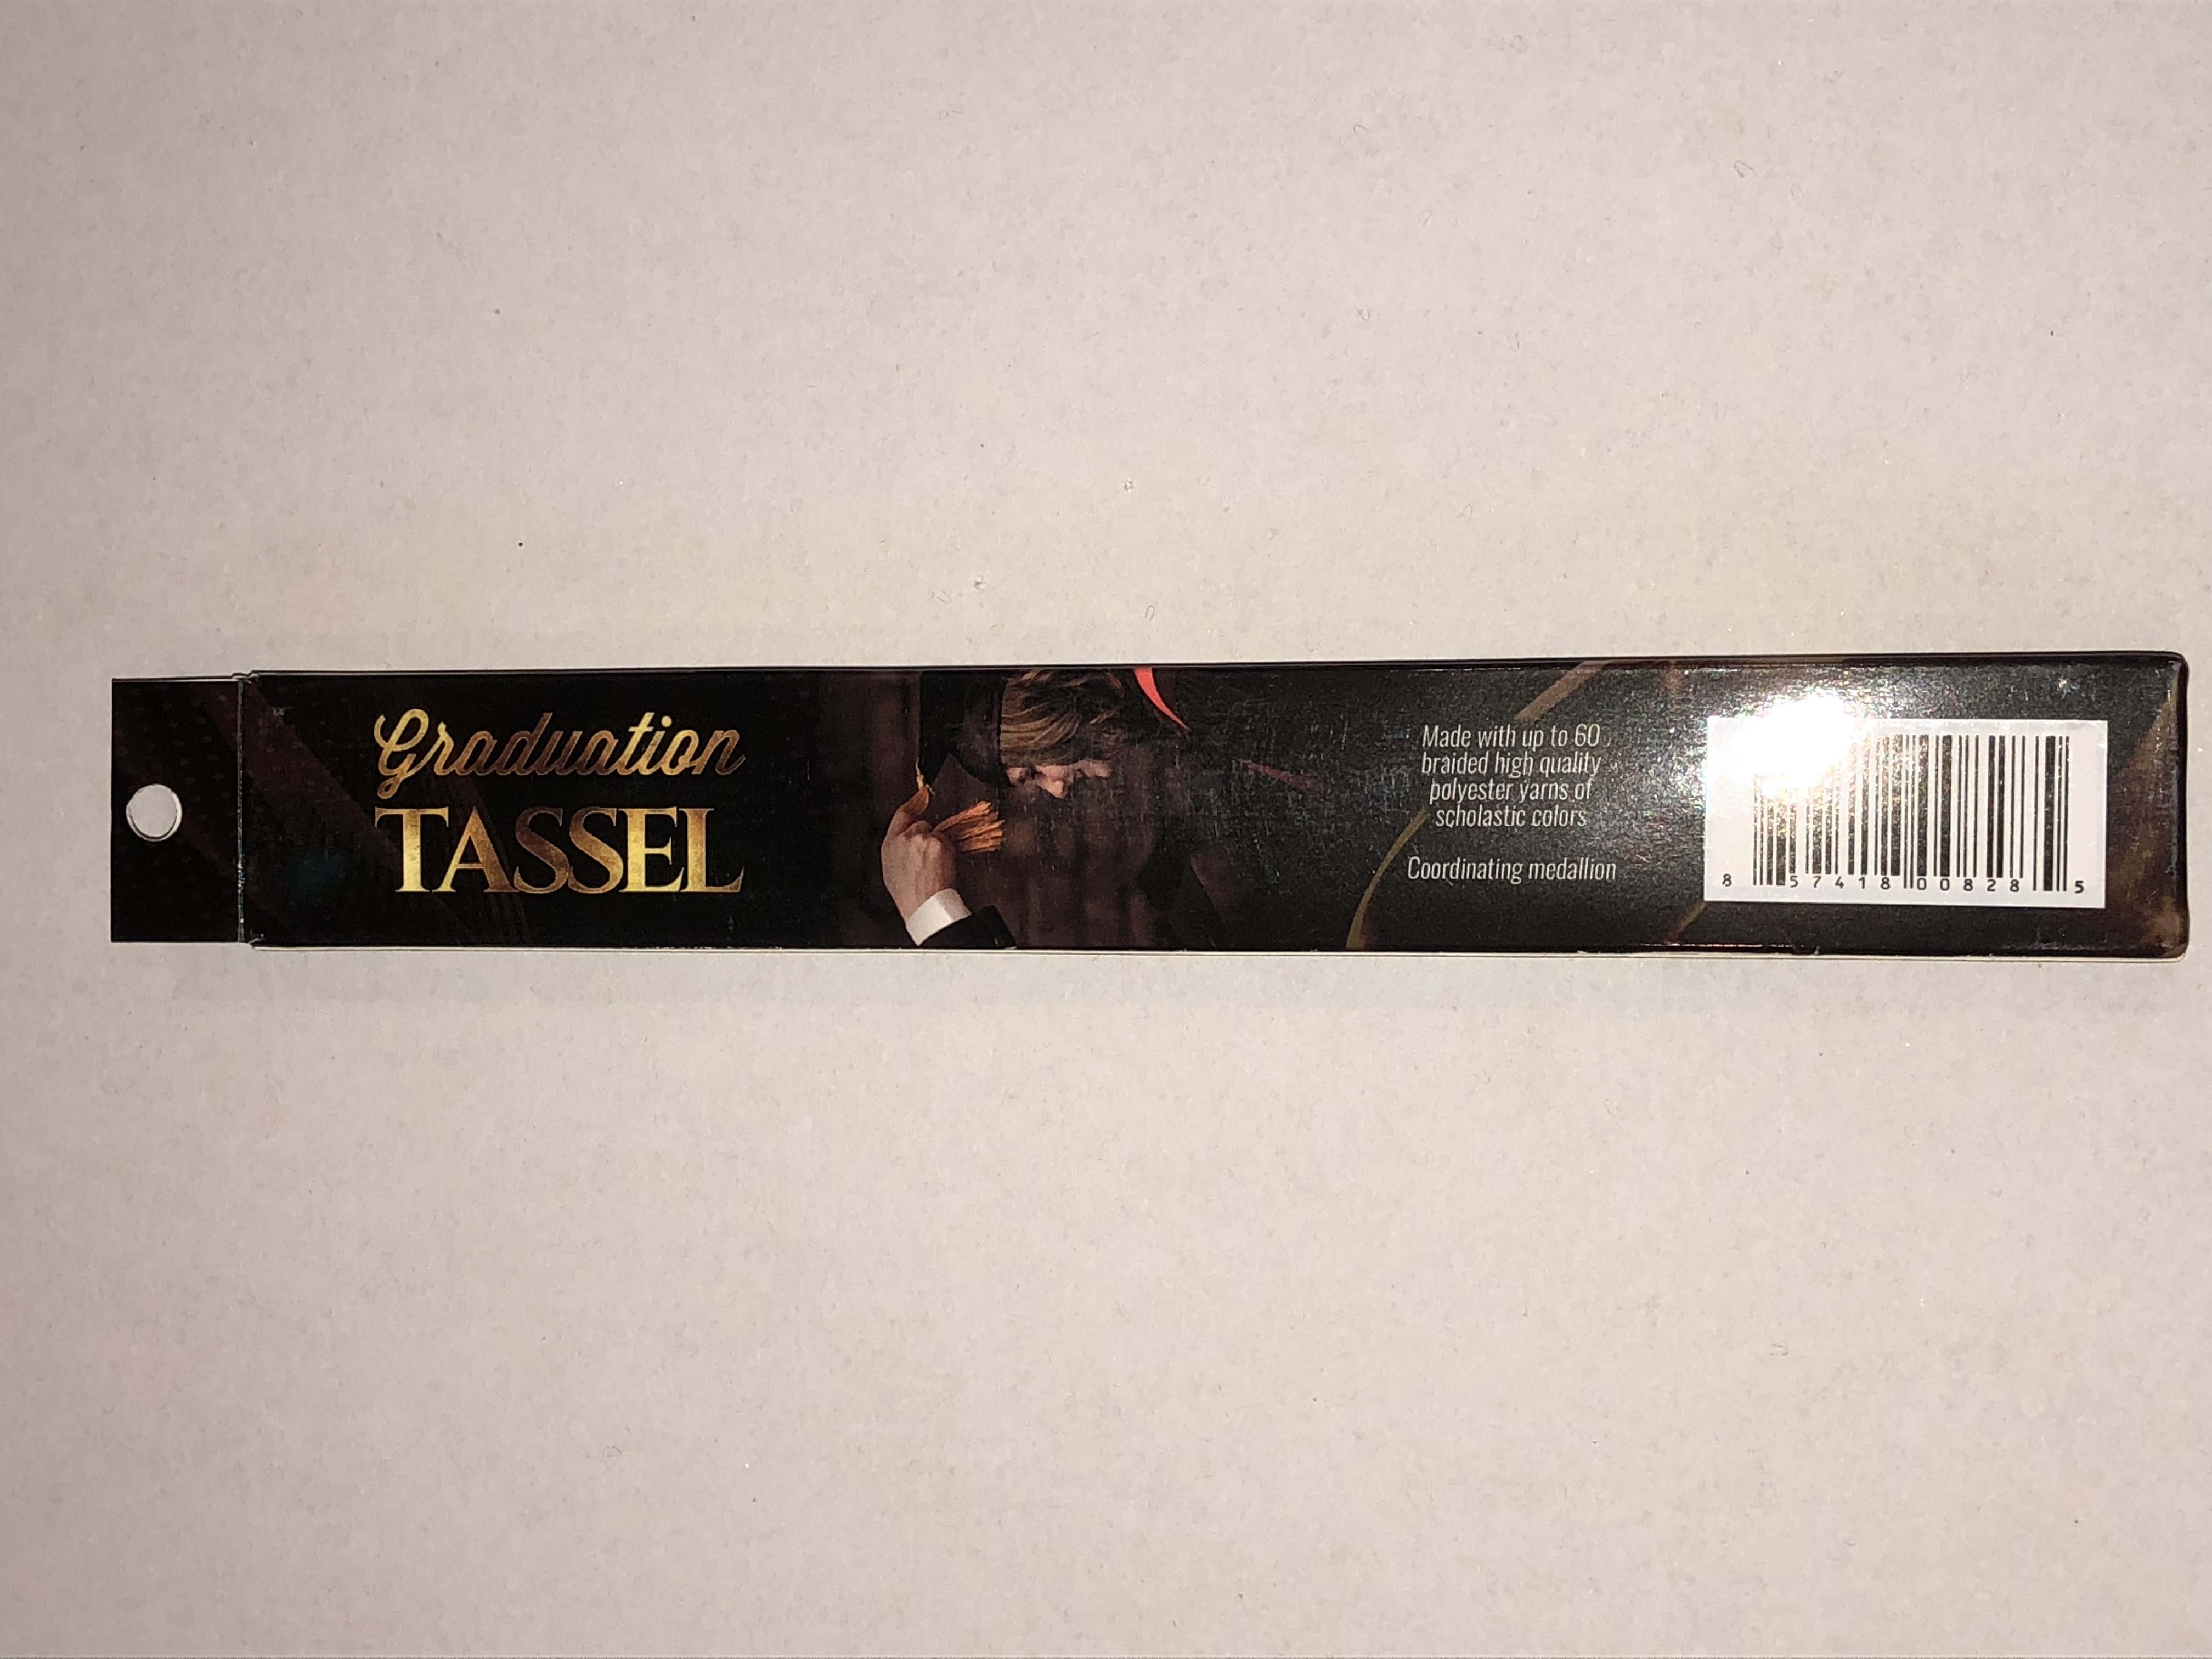 Graduation
TASSEL
Made with up to 60
braided high quality
polyester yarns of
scholastic colors
Coordinating medallion
8 57418 00828 5